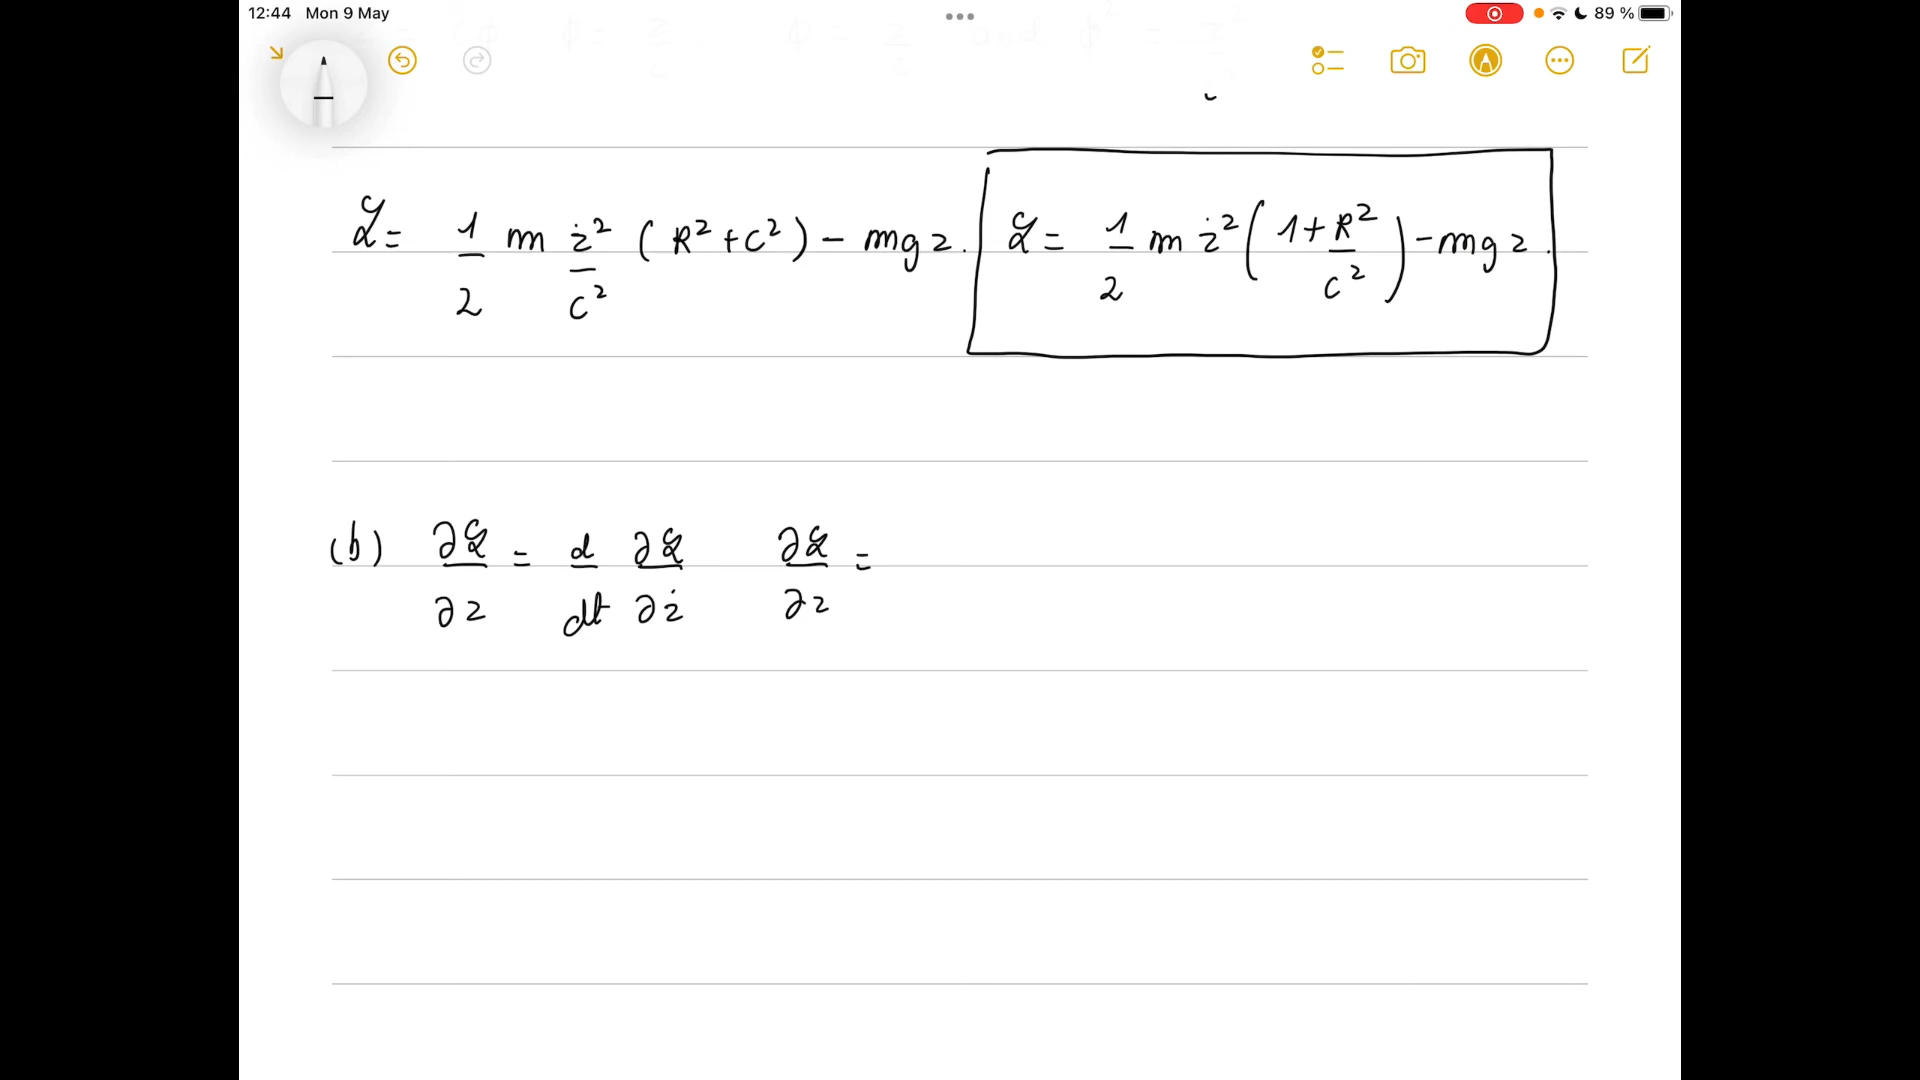 12:44 Mon 9 May 89 %
ℒ = 1/2 m ż²/c² (R² + c²) - mgz. ℒ = 1/2 m ż² (1 + R²/c²) - mgz.
(b) ∂ℒ/∂z = d/dt ∂ℒ/∂ż ∂ℒ/∂z =